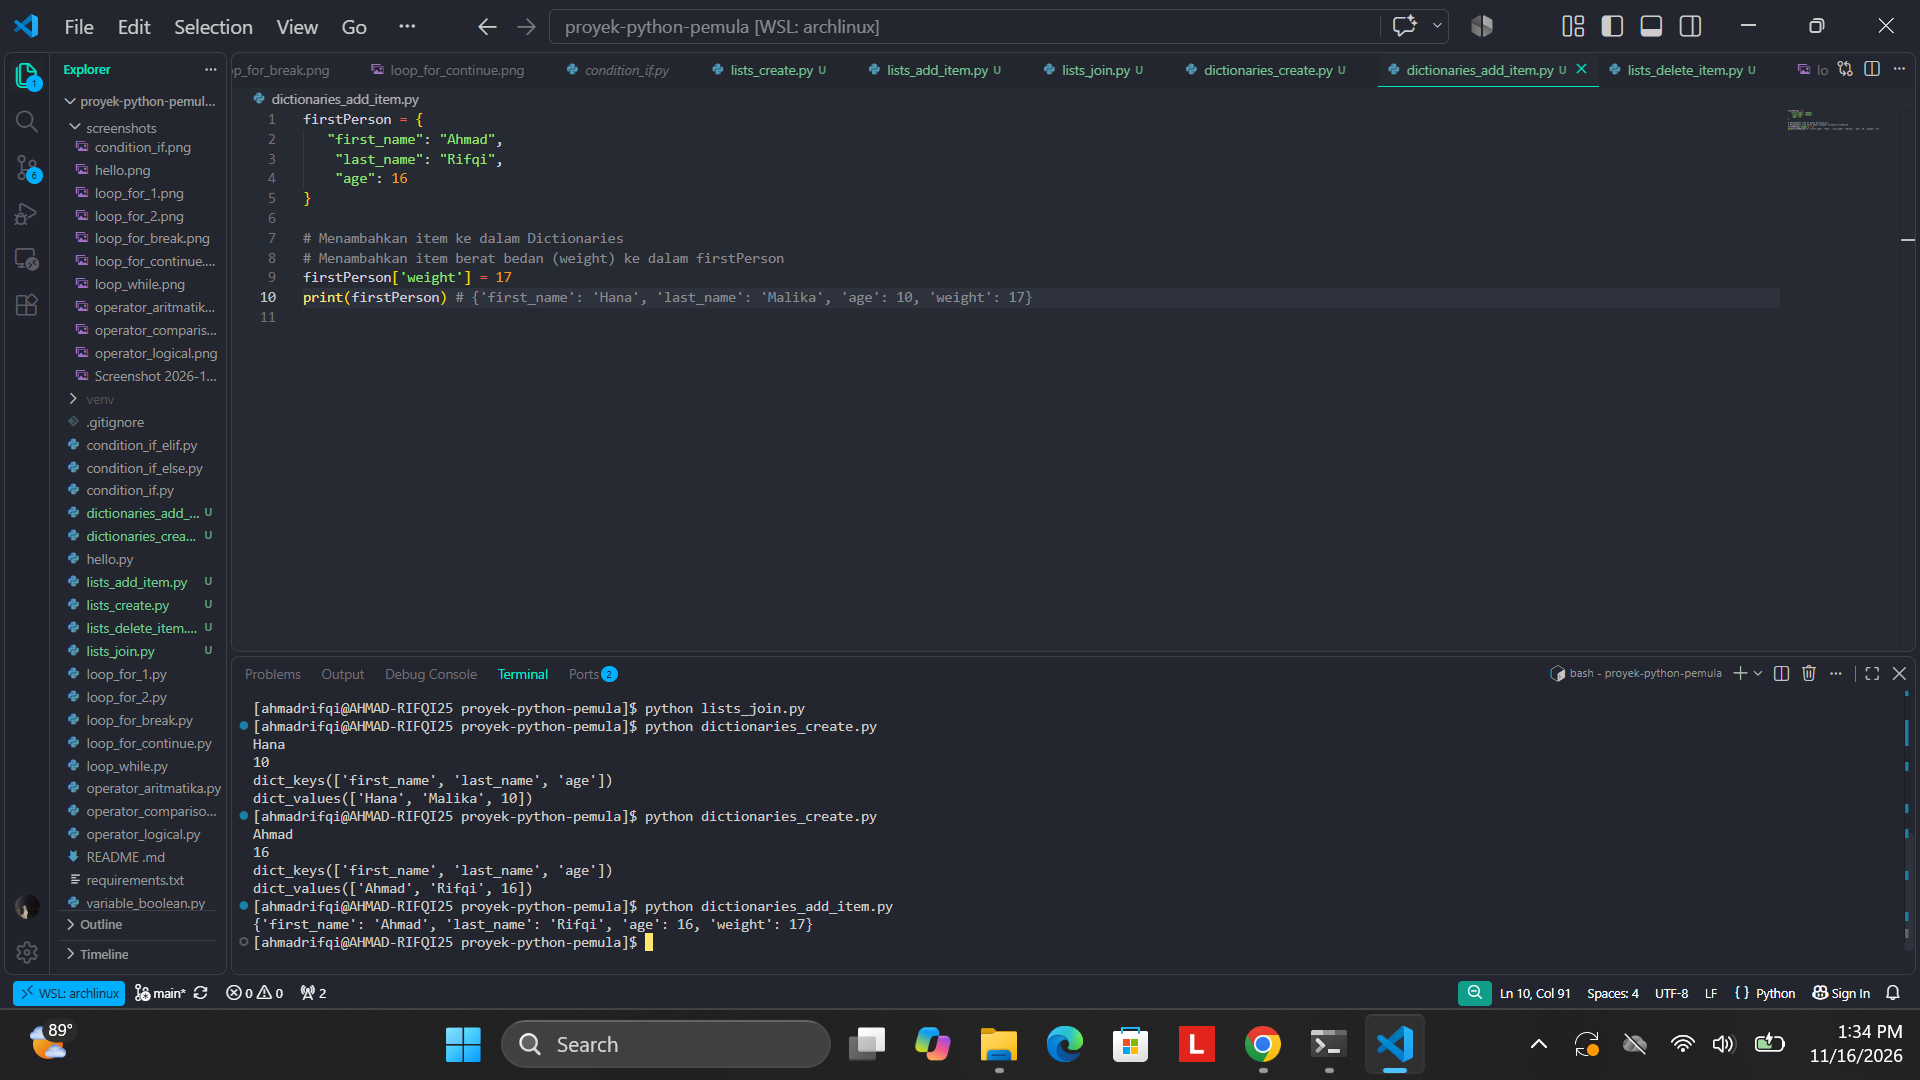 File Edit Selection View Go
proyek-python-pemula [WSL: archlinux]
Explorer
proyek-python-pemul...
screenshots
condition_if.png
hello.png
loop_for_1.png
loop_for_2.png
loop_for_break.png
loop_for_continue....
loop_while.png
operator_aritmatik...
operator_comparis...
operator_logical.png
Screenshot 2026-1...
venv
.gitignore
condition_if_elif.py
condition_if_else.py
condition_if.py
dictionaries_add_... U
dictionaries_crea... U
hello.py
lists_add_item.py U
lists_create.py U
lists_delete_item.... U
lists_join.py U
loop_for_1.py
loop_for_2.py
loop_for_break.py
loop_for_continue.py
loop_while.py
operator_aritmatika.py
operator_compariso...
operator_logical.py
README .md
requirements.txt
variable_boolean.py
Outline
Timeline
1
6
op_for_break.png loop_for_continue.png condition_if.py lists_create.py U lists_add_item.py U lists_join.py U dictionaries_create.py U dictionaries_add_item.py U lists_delete_item.py U lo
dictionaries_add_item.py
1 firstPerson = {
2 "first_name": "Ahmad",
3 "last_name": "Rifqi",
4 "age": 16
5 }
6
7 # Menambahkan item ke dalam Dictionaries
8 # Menambahkan item berat bedan (weight) ke dalam firstPerson
9 firstPerson['weight'] = 17
10 print(firstPerson) # {'first_name': 'Hana', 'last_name': 'Malika', 'age': 10, 'weight': 17}
11
Problems Output Debug Console Terminal Ports 2
bash - proyek-python-pemula
[ahmadrifqi@AHMAD-RIFQI25 proyek-python-pemula]$ python lists_join.py
[ahmadrifqi@AHMAD-RIFQI25 proyek-python-pemula]$ python dictionaries_create.py
Hana
10
dict_keys(['first_name', 'last_name', 'age'])
dict_values(['Hana', 'Malika', 10])
[ahmadrifqi@AHMAD-RIFQI25 proyek-python-pemula]$ python dictionaries_create.py
Ahmad
16
dict_keys(['first_name', 'last_name', 'age'])
dict_values(['Ahmad', 'Rifqi', 16])
[ahmadrifqi@AHMAD-RIFQI25 proyek-python-pemula]$ python dictionaries_add_item.py
{'first_name': 'Ahmad', 'last_name': 'Rifqi', 'age': 16, 'weight': 17}
[ahmadrifqi@AHMAD-RIFQI25 proyek-python-pemula]$
WSL: archlinux main* 0 0 2
Ln 10, Col 91 Spaces: 4 UTF-8 LF { } Python Sign In
89°
Search
L
1:34 PM
11/16/2026